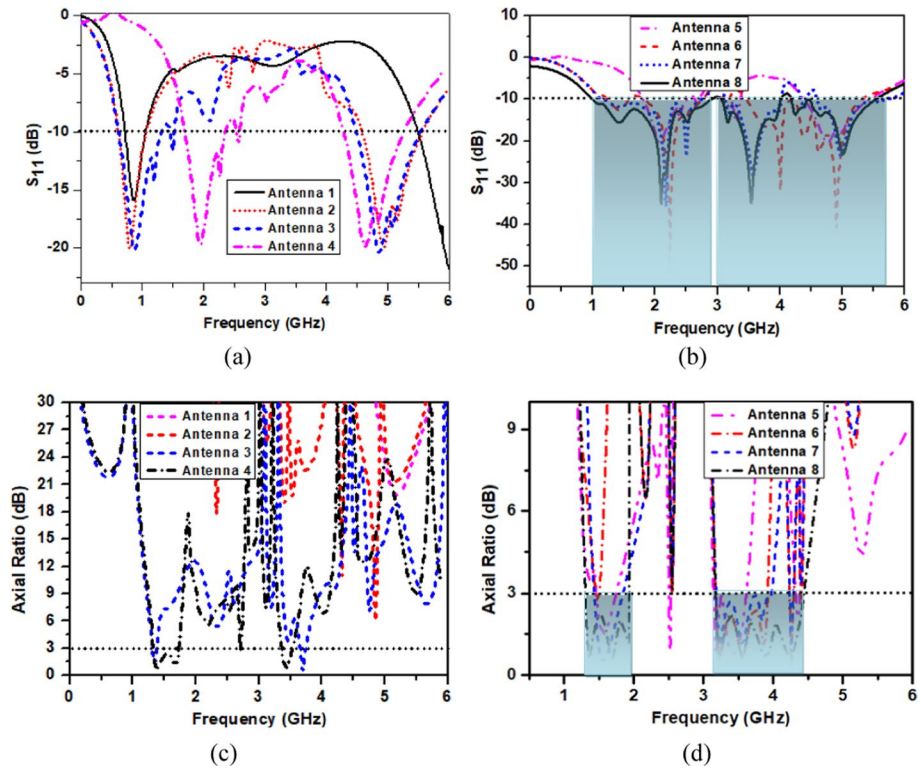 0
-5
-10
-15
-20
S11 (dB)
Antenna 1
Antenna 2
Antenna 3
Antenna 4
0 1 2 3 4 5 6
Frequency (GHz)
(a)
10
0
-10
-20
-30
-40
-50
S11 (dB)
Antenna 5
Antenna 6
Antenna 7
Antenna 8
0 1 2 3 4 5 6
Frequency (GHz)
(b)
30
27
24
21
18
15
12
9
6
3
0
Axial Ratio (dB)
Antenna 1
Antenna 2
Antenna 3
Antenna 4
0 1 2 3 4 5 6
Frequency (GHz)
(c)
9
6
3
0
Axial Ratio (dB)
Antenna 5
Antenna 6
Antenna 7
Antenna 8
1 2 3 4 5 6
Frequency (GHz)
(d)